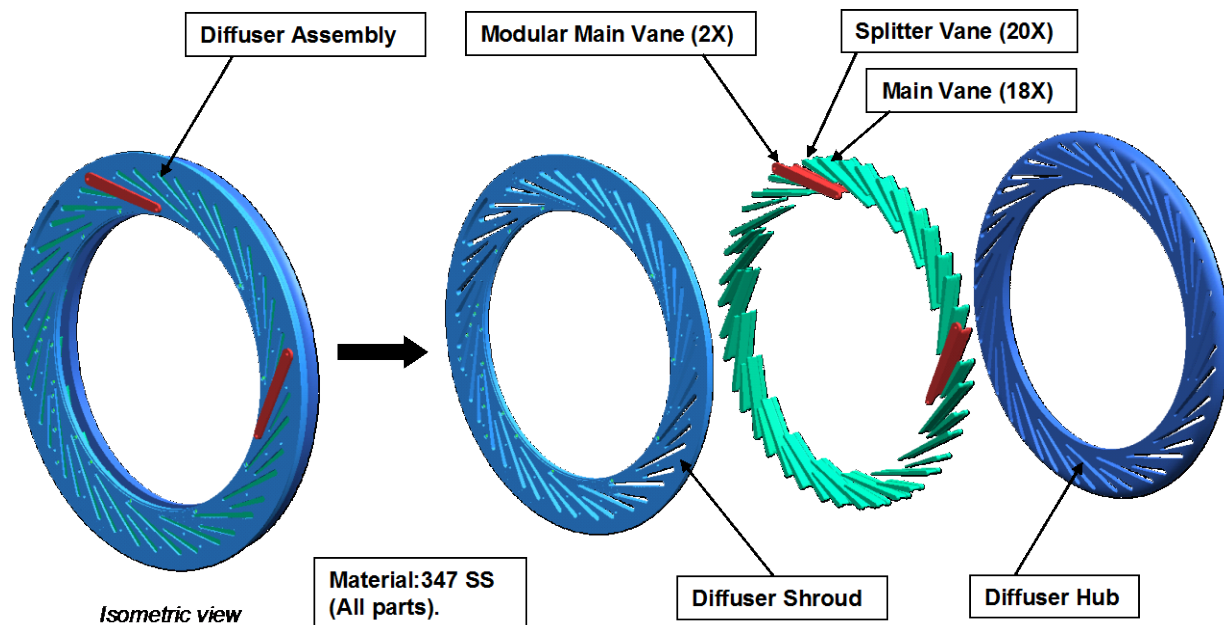 Diffuser Assembly
Modular Main Vane (2X)
Splitter Vane (20X)
Main Vane (18X)
Isometric view
Material:347 SS
(All parts).
Diffuser Shroud
Diffuser Hub